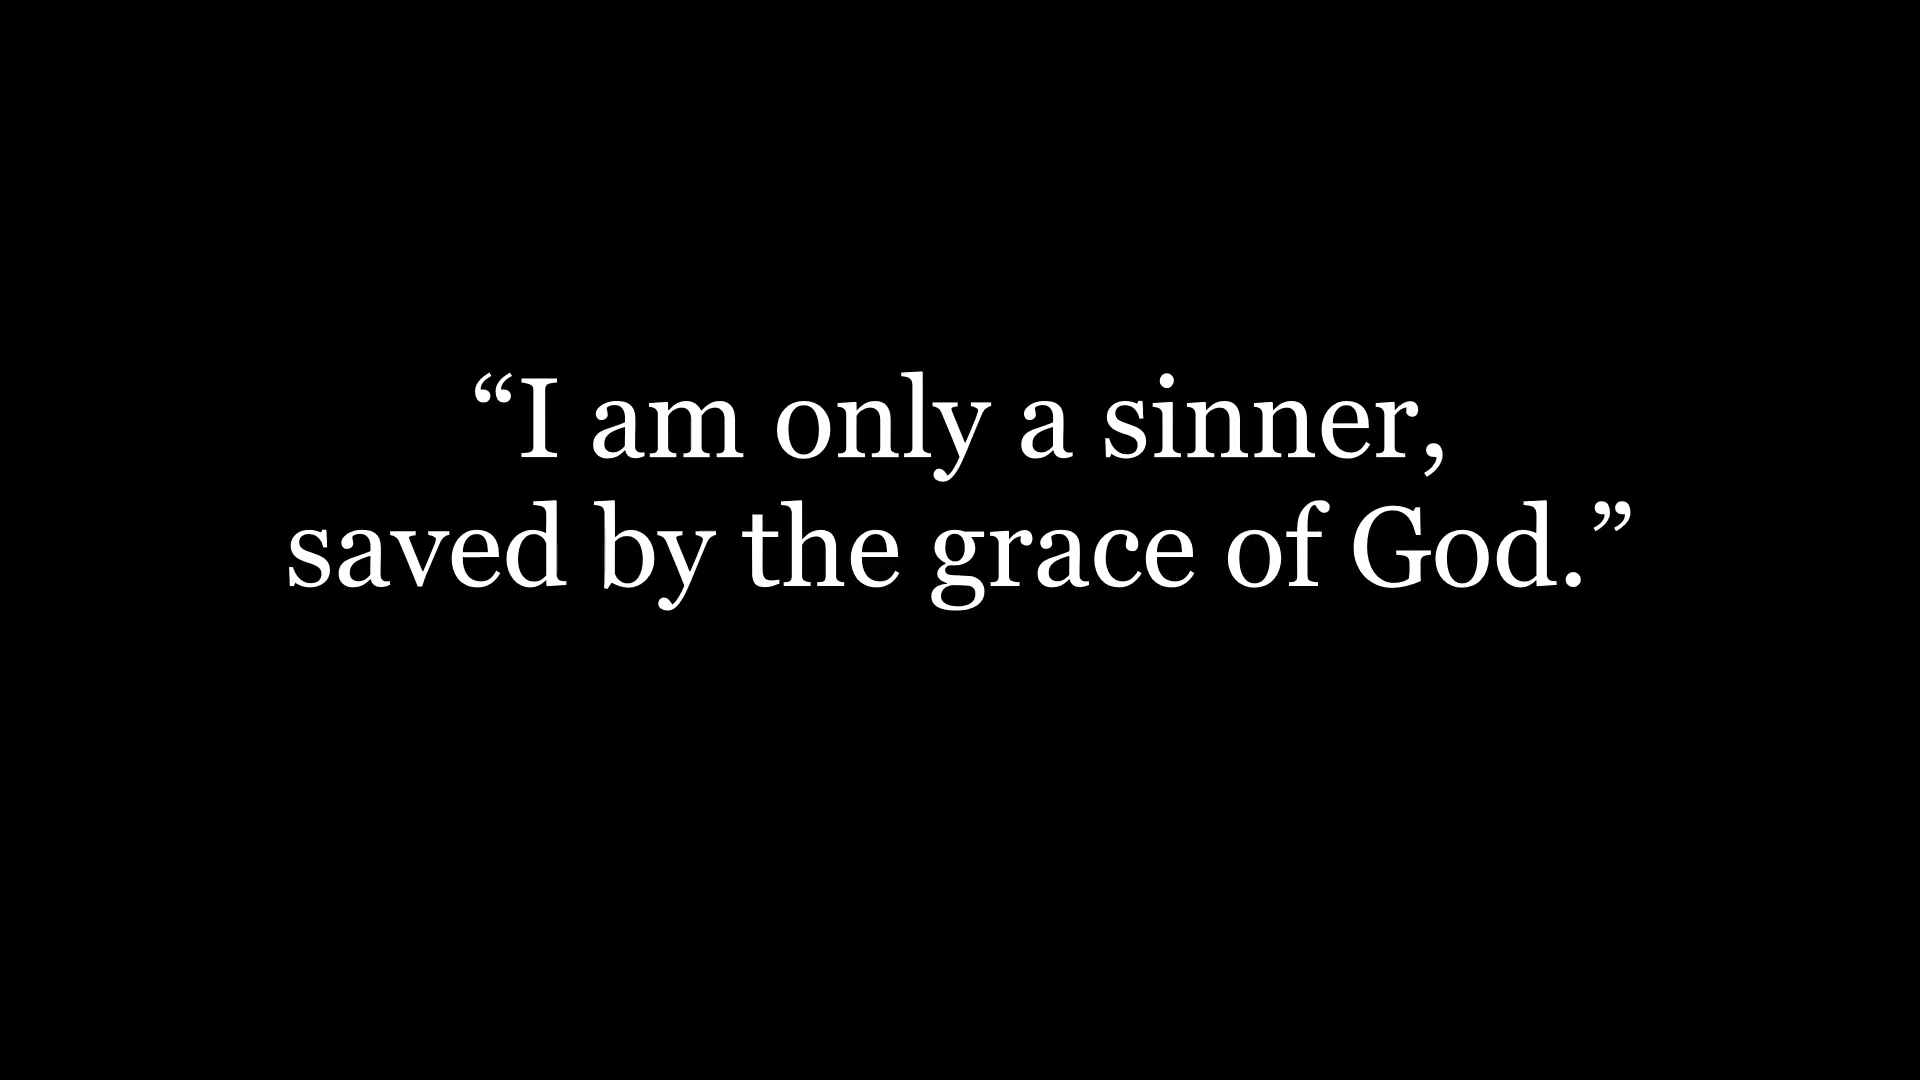 “I am only a sinner,
saved by the grace of God.”